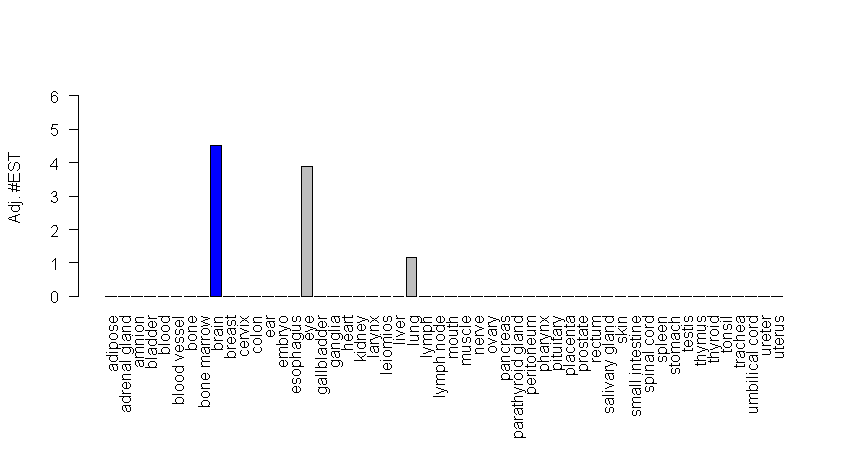 6
5
4
3
2
1
0
Adj. #EST
adipose
adrenal gland
amnion
bladder
blood
blood vessel
bone
bone marrow
brain
breast
cervix
colon
ear
embryo
esophagus
eye
gallbladder
ganglia
heart
kidney
larynx
leiomios
liver
lung
lymph
lymph node
mouth
muscle
nerve
ovary
pancreas
parathyroid gland
peritoneum
pharynx
pituitary
placenta
prostate
rectum
salivary gland
skin
small intestine
spinal cord
spleen
stomach
testis
thymus
thyroid
tonsil
trachea
umbilical cord
ureter
uterus